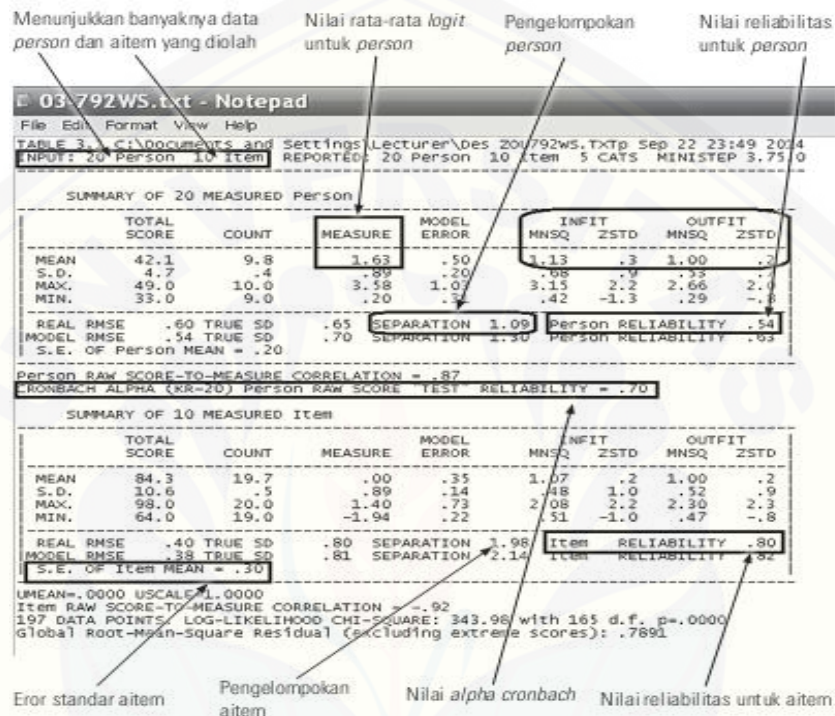 Menunjukkan banyaknya data person dan aitem yang diolah
Nilai rata-rata logit untuk person
Pengelompokan person
Nilai reliabilitas untuk person
03-792WS.txt - Notepad
File Edit Format View Help
TABLE 3. C:\Documents and Settings\Lecturer\Des ZOU792WS.TXTp Sep 22 23:49 2014
INPUT: 20 Person 10 Item REPORTED: 20 Person 10 Item 5 CATS MINISTEP 3.75.0
SUMMARY OF 20 MEASURED Person
TOTAL MODEL INFIT OUTFIT
SCORE COUNT MEASURE ERROR MNSQ ZSTD MNSQ ZSTD
MEAN 42.1 9.8 1.63 .50 1.13 .3 1.00 .2
S.D. 4.7 .4 .89 .20 .68 .9 .53
MAX. 49.0 10.0 3.58 1.03 3.15 2.2 2.66 2.0
MIN. 33.0 9.0 .20 .42 -1.3 .29
REAL RMSE .60 TRUE SD .65 SEPARATION 1.09 Person RELIABILITY .54
MODEL RMSE .54 TRUE SD .70 SEPARATION 1.30 Person RELIABILITY .63
S.E. OF Person MEAN = .20
Person RAW SCORE-TO-MEASURE CORRELATION = .87
CRONBACH ALPHA (KR-20) Person RAW SCORE "TEST" RELIABILITY = .70
SUMMARY OF 10 MEASURED Item
TOTAL MODEL INFIT OUTFIT
SCORE COUNT MEASURE ERROR MNSQ ZSTD MNSQ ZSTD
MEAN 84.3 19.7 .00 .35 1.07 .2 1.00 .2
S.D. 10.6 .5 .89 .14 .48 1.0 .52 .9
MAX. 98.0 20.0 1.40 .73 2.08 2.2 2.30 2.3
MIN. 64.0 19.0 -1.94 .22 .51 -1.0 .47 -.8
REAL RMSE .40 TRUE SD .80 SEPARATION 1.98 Item RELIABILITY .80
MODEL RMSE .38 TRUE SD .81 SEPARATION 2.14 Item RELIABILITY .82
S.E. OF Item MEAN = .30
UMEAN=.0000 USCALE=1.0000
Item RAW SCORE-TO-MEASURE CORRELATION = -.92
197 DATA POINTS. LOG-LIKELIHOOD CHI-SQUARE: 343.98 with 165 d.f. p=.0000
Global Root-Mean-Square Residual (excluding extreme scores): .7891
Eror standar aitem
Pengelompokan aitem
Nilai alpha cronbach
Nilai reliabilitas untuk aitem